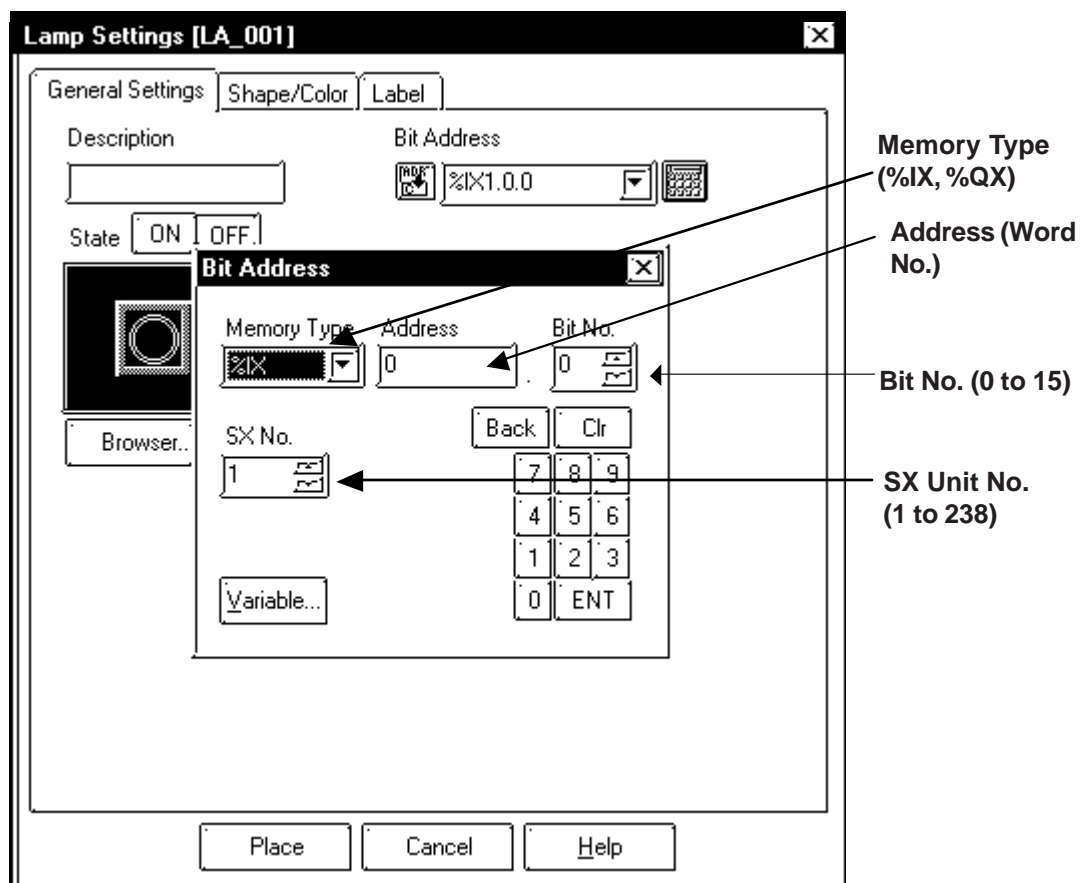 Lamp Settings [LA_001]
General Settings
Shape/Color
Label
Description
Bit Address
%IX1.0.0
State
ON
OFF
Bit Address
Memory Type
Address
Bit No.
%IX
0
.
0
SX No.
1
Back
Clr
7 8 9
4 5 6
1 2 3
0 ENT
Variable...
Browser..
Place
Cancel
Help
Memory Type
(%IX, %QX)
Address (Word
No.)
Bit No. (0 to 15)
SX Unit No.
(1 to 238)